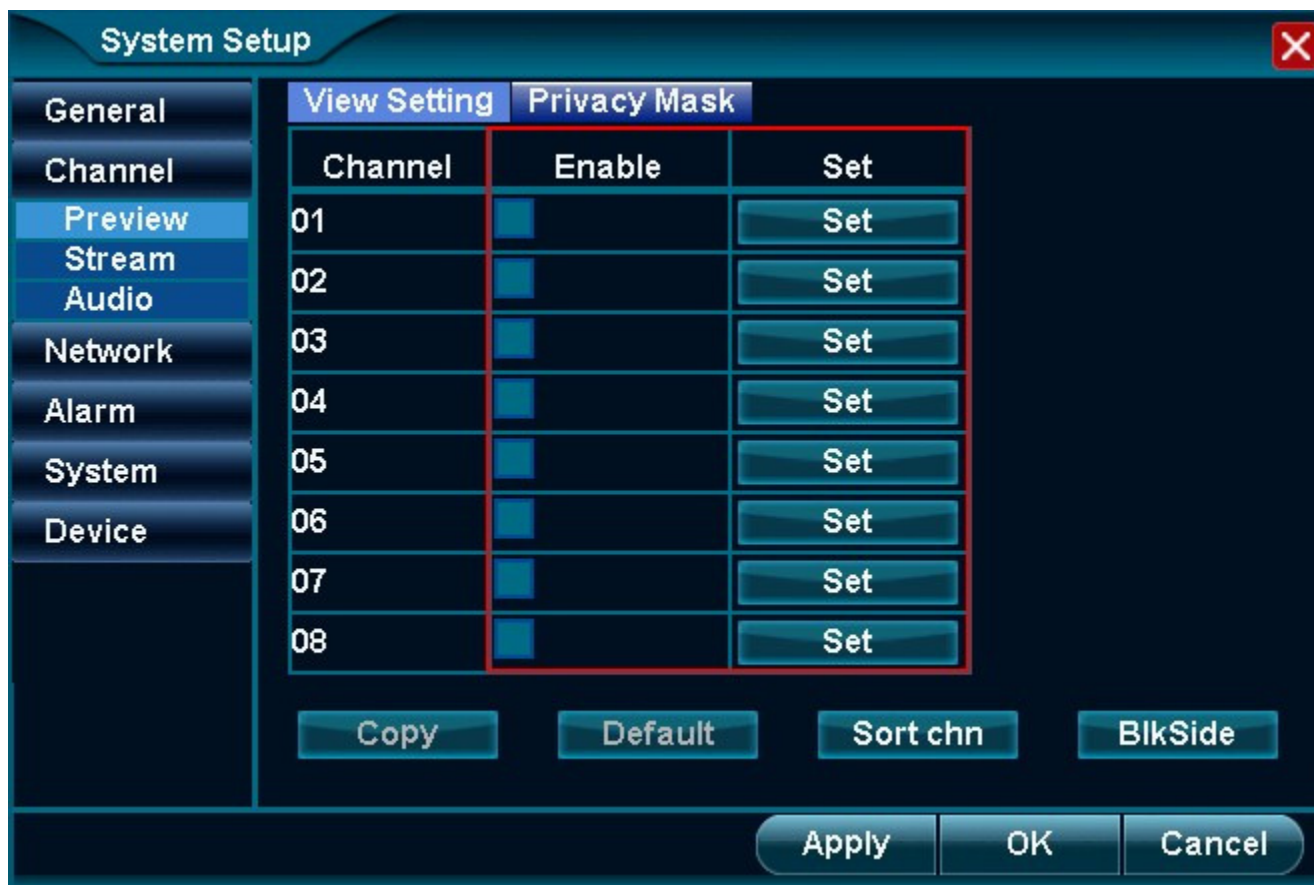 System Setup
General
Channel
Preview
Stream
Audio
Network
Alarm
System
Device
View Setting Privacy Mask
Channel Enable Set
01 Set
02 Set
03 Set
04 Set
05 Set
06 Set
07 Set
08 Set
Copy Default Sort chn BlkSide
Apply OK Cancel